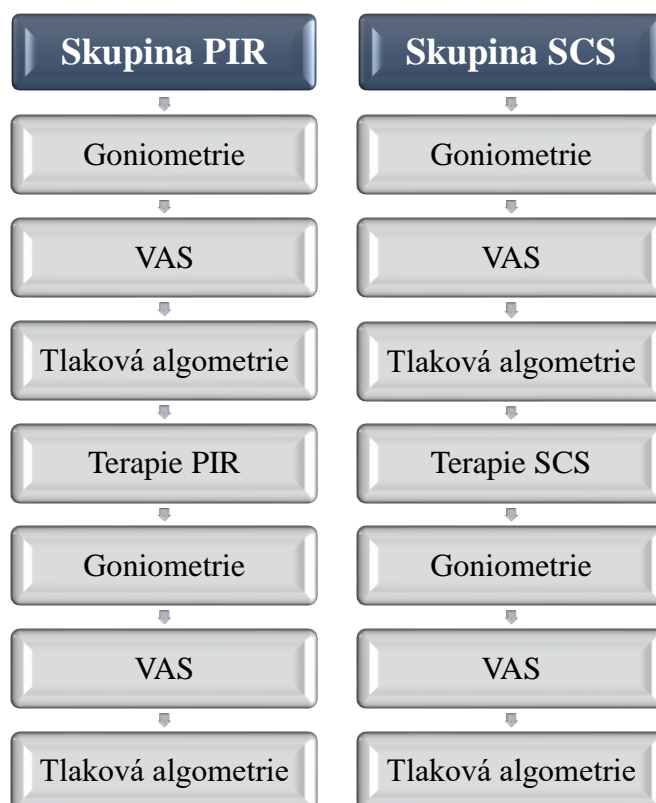 Skupina PIR
Goniometrie
VAS
Tlaková algometrie
Terapie PIR
Goniometrie
VAS
Tlaková algometrie
Skupina SCS
Goniometrie
VAS
Tlaková algometrie
Terapie SCS
Goniometrie
VAS
Tlaková algometrie